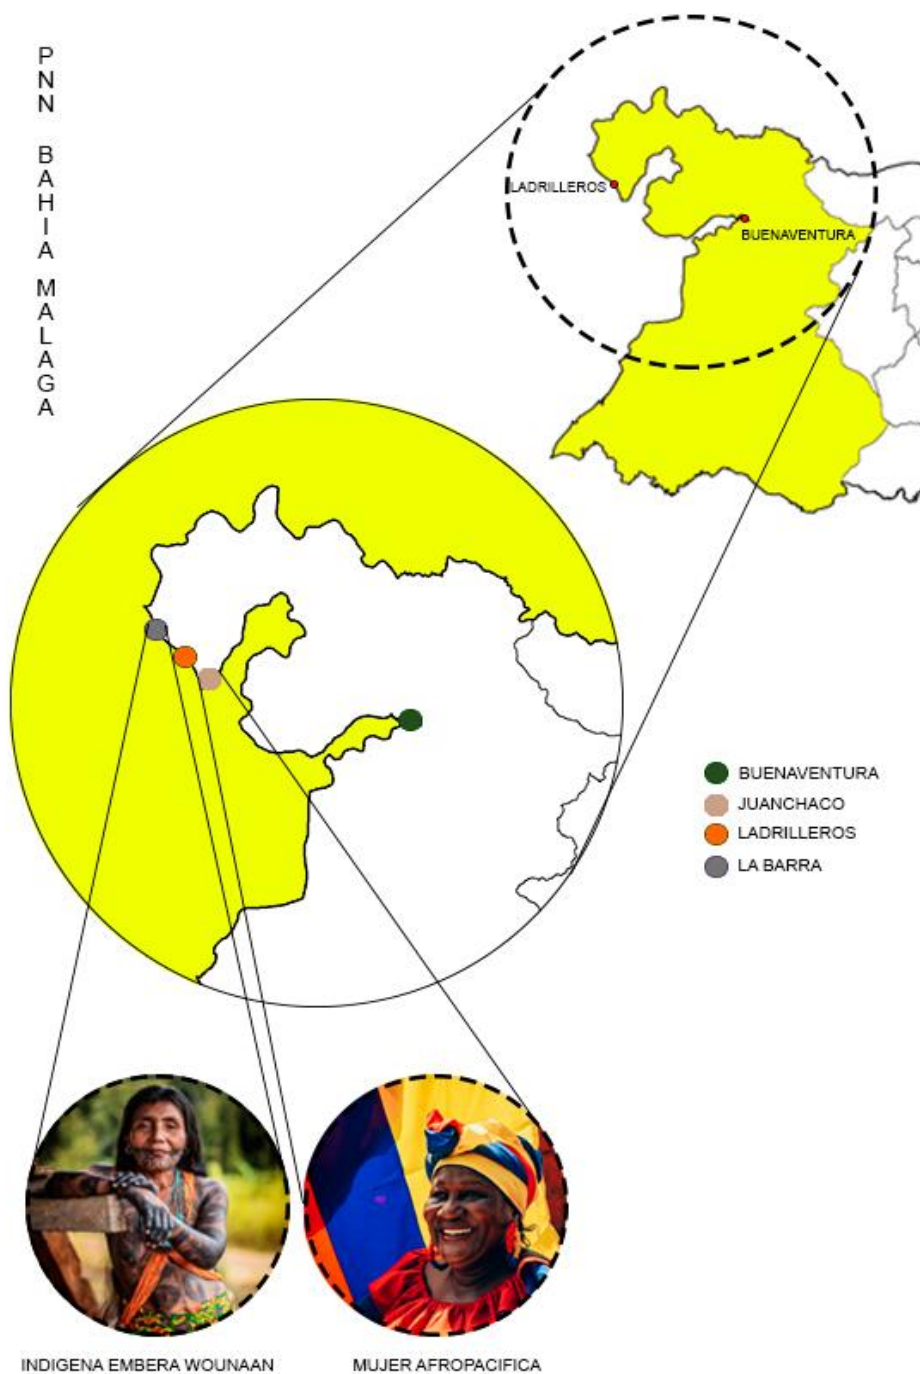 PNN BAHIA MALAGA
LADRILLEROS
BUENAVENTURA
BUENAVENTURA
JUANCHACO
LADRILLEROS
LA BARRA
INDIGENA EMBERA WOUNAAN
MUJER AFROPACIFICA